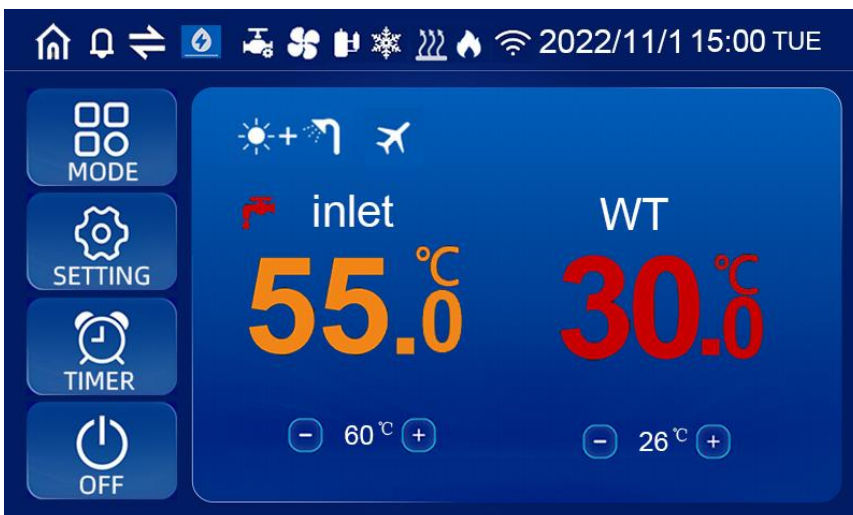 2022/11/1 15:00 TUE
MODE
SETTING
TIMER
OFF
inlet
WT
55.0℃
30.0℃
- 60℃ +
- 26℃ +